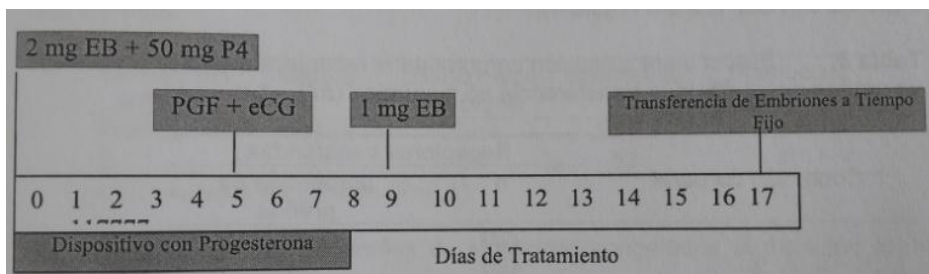 2 mg EB + 50 mg P4
PGF + eCG
1 mg EB
Transferencia de Embriones a Tiempo
Fijo
0 1 2 3 4 5 6 7 8 9 10 11 12 13 14 15 16 17
Dispositivo con Progesterona
Días de Tratamiento